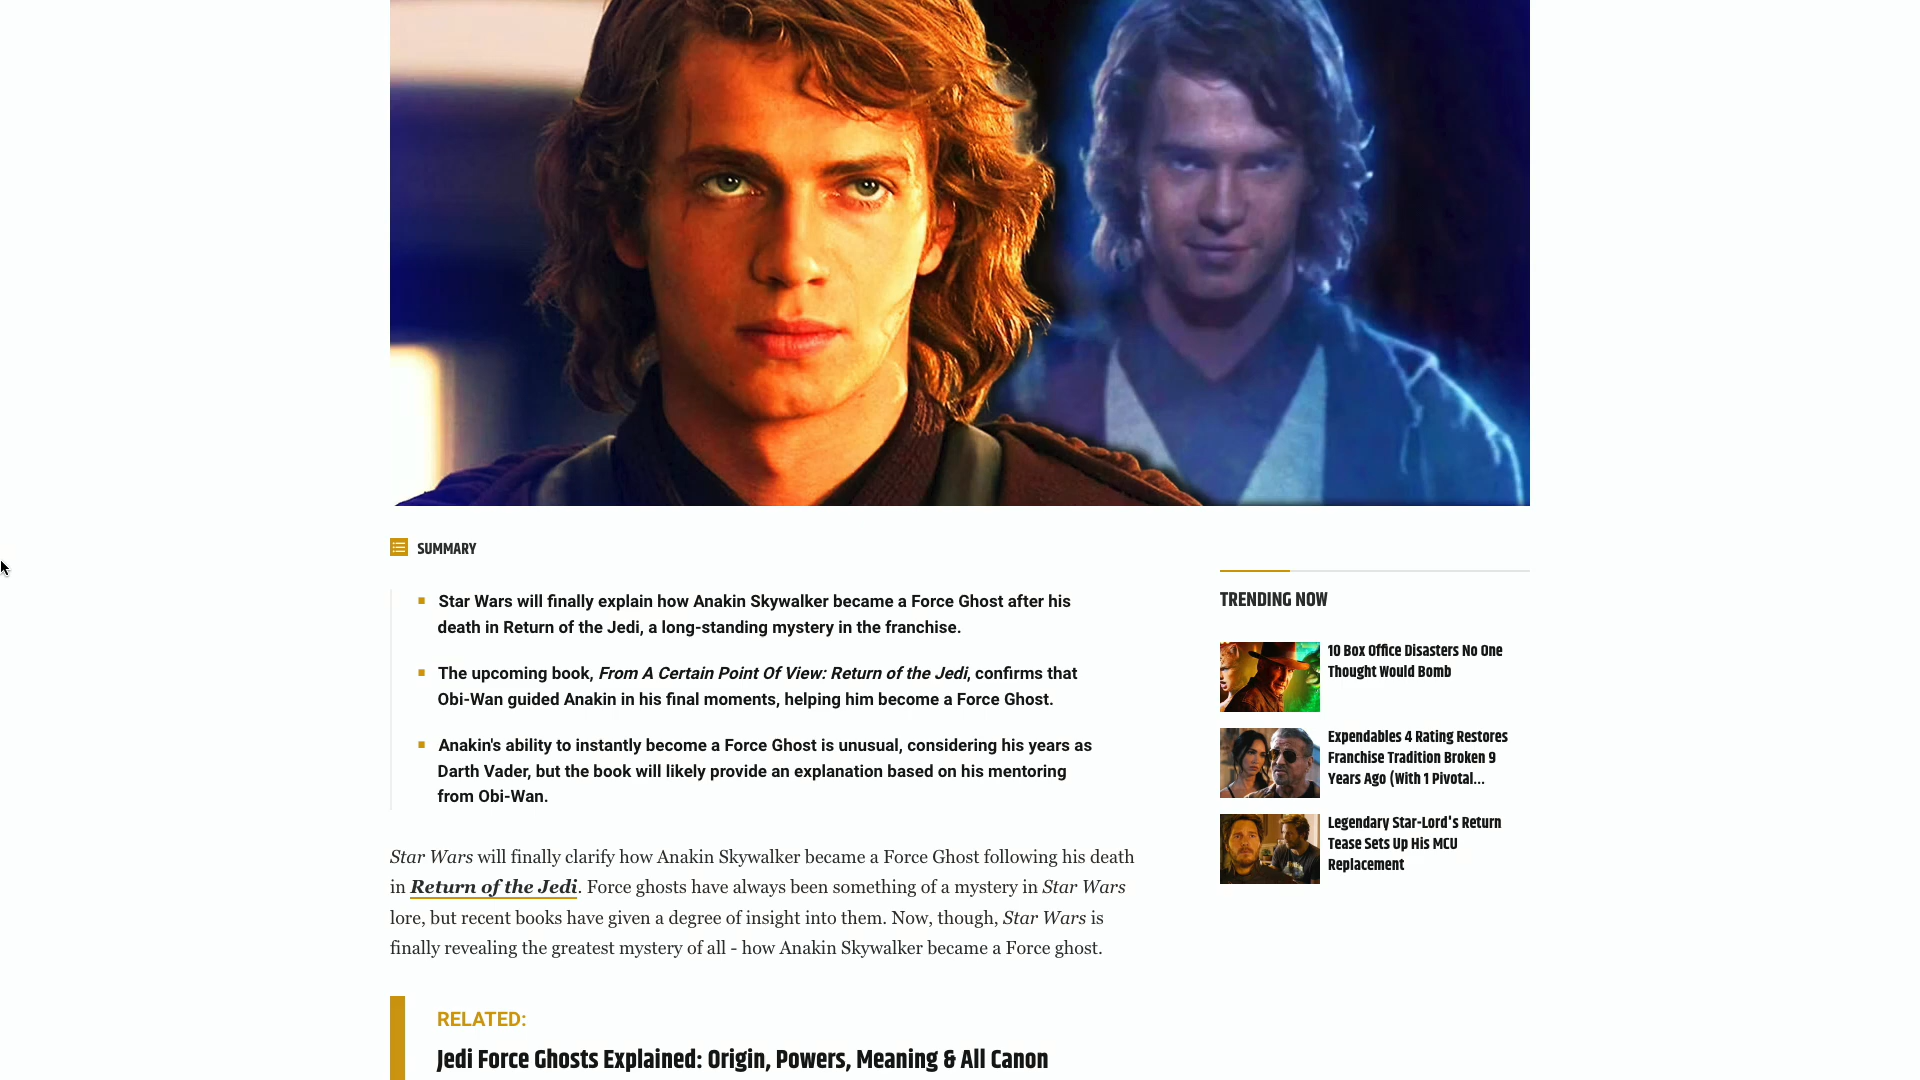 SUMMARY
Star Wars will finally explain how Anakin Skywalker became a Force Ghost after his
death in Return of the Jedi, a long-standing mystery in the franchise.
The upcoming book, From A Certain Point Of View: Return of the Jedi, confirms that
Obi-Wan guided Anakin in his final moments, helping him become a Force Ghost.
Anakin's ability to instantly become a Force Ghost is unusual, considering his years as
Darth Vader, but the book will likely provide an explanation based on his mentoring
from Obi-Wan.
Star Wars will finally clarify how Anakin Skywalker became a Force Ghost following his death
in Return of the Jedi. Force ghosts have always been something of a mystery in Star Wars
lore, but recent books have given a degree of insight into them. Now, though, Star Wars is
finally revealing the greatest mystery of all - how Anakin Skywalker became a Force ghost.
RELATED:
Jedi Force Ghosts Explained: Origin, Powers, Meaning & All Canon
TRENDING NOW
10 Box Office Disasters No One
Thought Would Bomb
Expendables 4 Rating Restores
Franchise Tradition Broken 9
Years Ago (With 1 Pivotal...
Legendary Star-Lord's Return
Tease Sets Up His MCU
Replacement